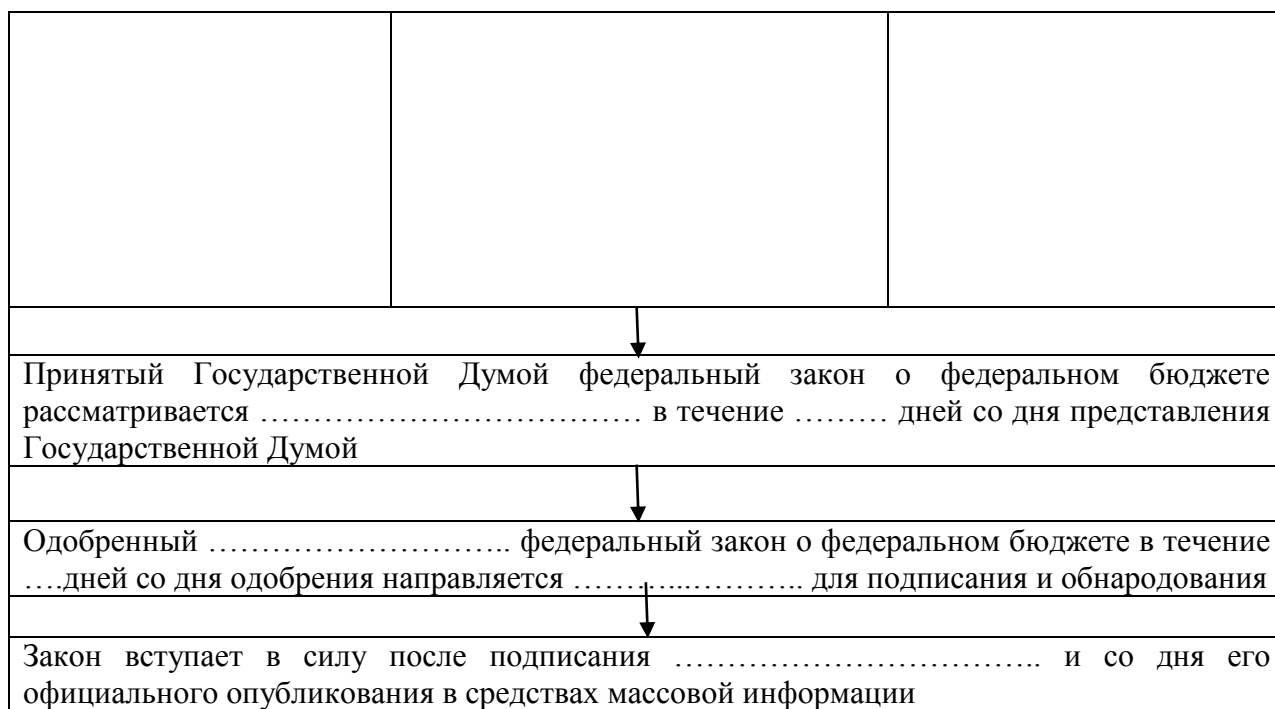 Принятый Государственной Думой федеральный закон о федеральном бюджете
рассматривается ……………………………… в течение ……… дней со дня представления
Государственной Думой
Одобренный ……………………….. федеральный закон о федеральном бюджете в течение
….дней со дня одобрения направляется ………...……….. для подписания и обнародования
Закон вступает в силу после подписания …………………………….. и со дня его
официального опубликования в средствах массовой информации